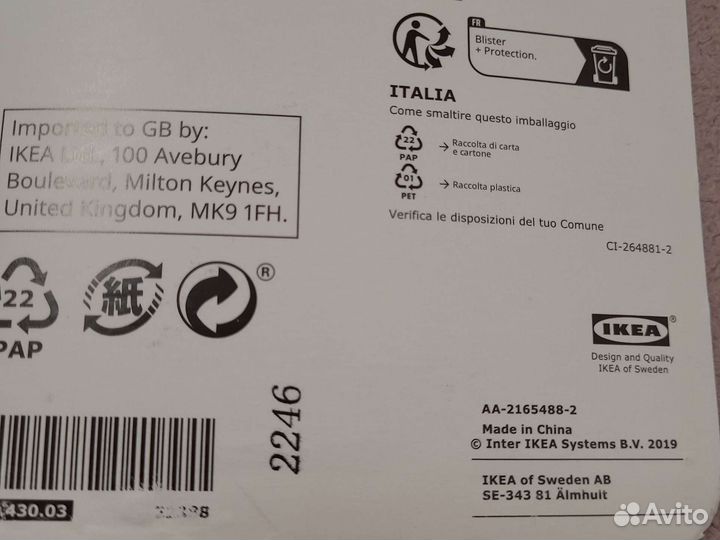 FR
Blister
+ Protection.
ITALIA
Come smaltire questo imballaggio
22
PAP
→ Raccolta di carta
e cartone
01
PET
→ Raccolta plastica
Verifica le disposizioni del tuo Comune
CI-264881-2
Imported to GB by:
IKEA Ltd., 100 Avebury
Boulevard, Milton Keynes,
United Kingdom, MK9 1FH.
22
PAP
紙
®
IKEA®
Design and Quality
IKEA of Sweden
2246
AA-2165488-2
Made in China
© Inter IKEA Systems B.V. 2019
IKEA of Sweden AB
SE-343 81 Älmhult
430.03
Avito